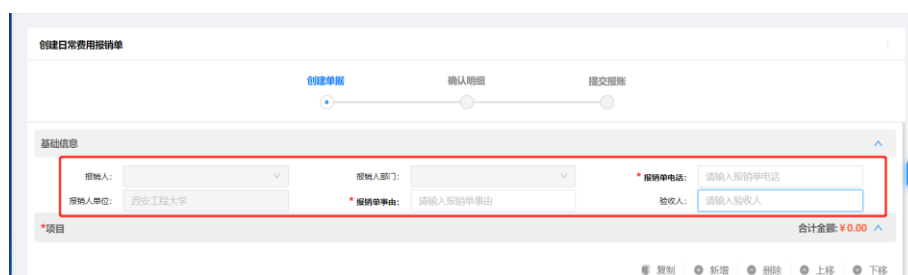 创建日常费用报销单
创建单据 确认明细 提交报账
基础信息
报销人: 报销人部门: * 报销单电话: 请输入报销单电话
报销人单位: 西安工程大学 * 报销单事由: 请输入报销单事由 验收人: 请输入验收人
*项目 合计金额: ¥ 0.00
复制 新增 删除 上移 下移